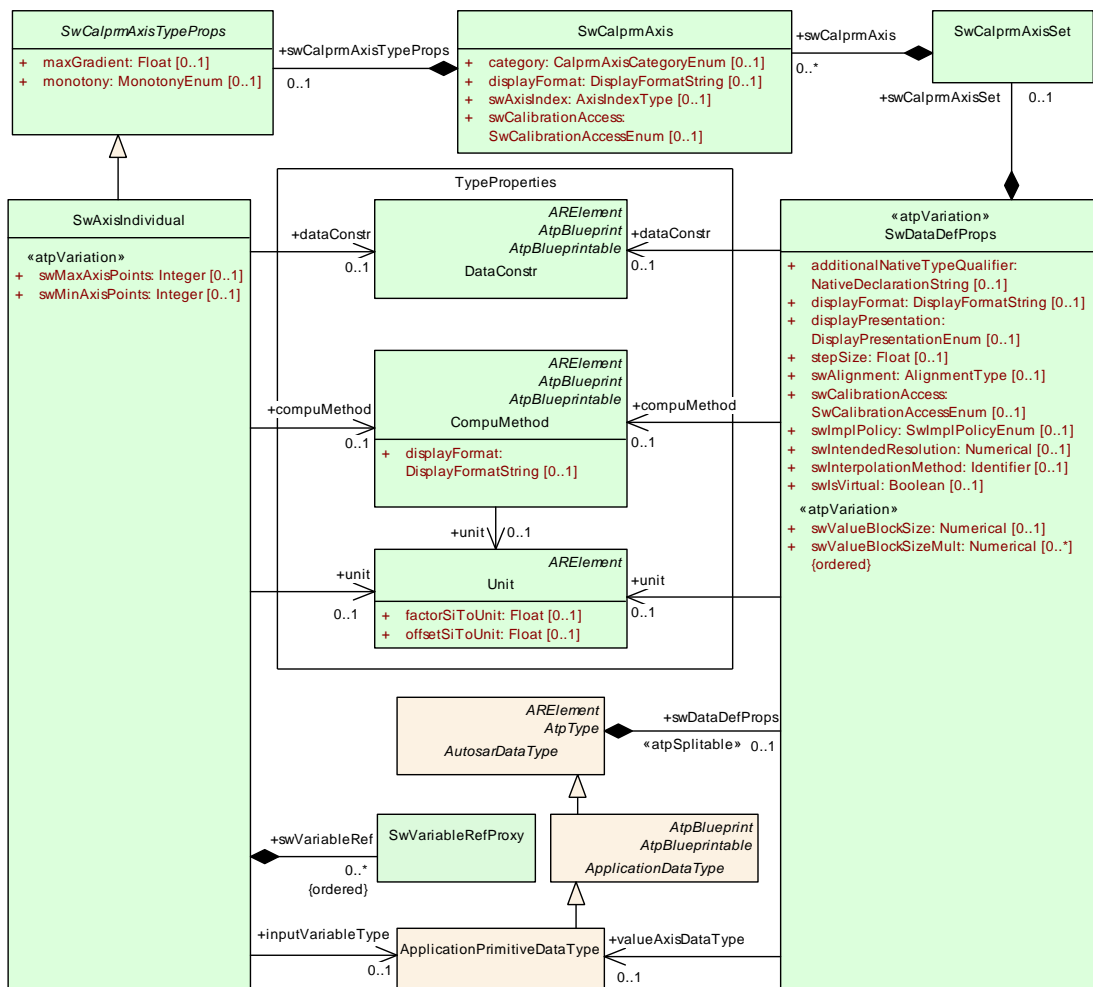 SwCalprmAxisTypeProps
+ maxGradient: Float [0..1]
+ monotony: MonotonyEnum [0..1]
+swCalprmAxisTypeProps
0..1
SwCalprmAxis
+ category: CalprmAxisCategoryEnum [0..1]
+ displayFormat: DisplayFormatString [0..1]
+ swAxisIndex: AxisIndexType [0..1]
+ swCalibrationAccess:
SwCalibrationAccessEnum [0..1]
+swCalprmAxis
0..*
SwCalprmAxisSet
+swCalprmAxisSet
0..1
SwAxisIndividual
«atpVariation»
+ swMaxAxisPoints: Integer [0..1]
+ swMinAxisPoints: Integer [0..1]
TypeProperties
+dataConstr
0..1
ARElement
AtpBlueprint
AtpBlueprintable
DataConstr
+dataConstr
0..1
+compuMethod
0..1
ARElement
AtpBlueprint
AtpBlueprintable
CompuMethod
+ displayFormat:
DisplayFormatString [0..1]
+compuMethod
0..1
+unit
0..1
+unit
0..1
ARElement
Unit
+ factorSiToUnit: Float [0..1]
+ offsetSiToUnit: Float [0..1]
+unit
0..1
«atpVariation»
SwDataDefProps
+ additionalNativeTypeQualifier:
NativeDeclarationString [0..1]
+ displayFormat: DisplayFormatString [0..1]
+ displayPresentation:
DisplayPresentationEnum [0..1]
+ stepSize: Float [0..1]
+ swAlignment: AlignmentType [0..1]
+ swCalibrationAccess:
SwCalibrationAccessEnum [0..1]
+ swImplPolicy: SwImplPolicyEnum [0..1]
+ swIntendedResolution: Numerical [0..1]
+ swInterpolationMethod: Identifier [0..1]
+ swIsVirtual: Boolean [0..1]
«atpVariation»
+ swValueBlockSize: Numerical [0..1]
+ swValueBlockSizeMult: Numerical [0..*]
{ordered}
ARElement
AtpType
AutosarDataType
+swDataDefProps
«atpSplitable» 0..1
+swVariableRef
0..*
{ordered}
SwVariableRefProxy
AtpBlueprint
AtpBlueprintable
ApplicationDataType
+inputVariableType
0..1
ApplicationPrimitiveDataType
+valueAxisDataType
0..1